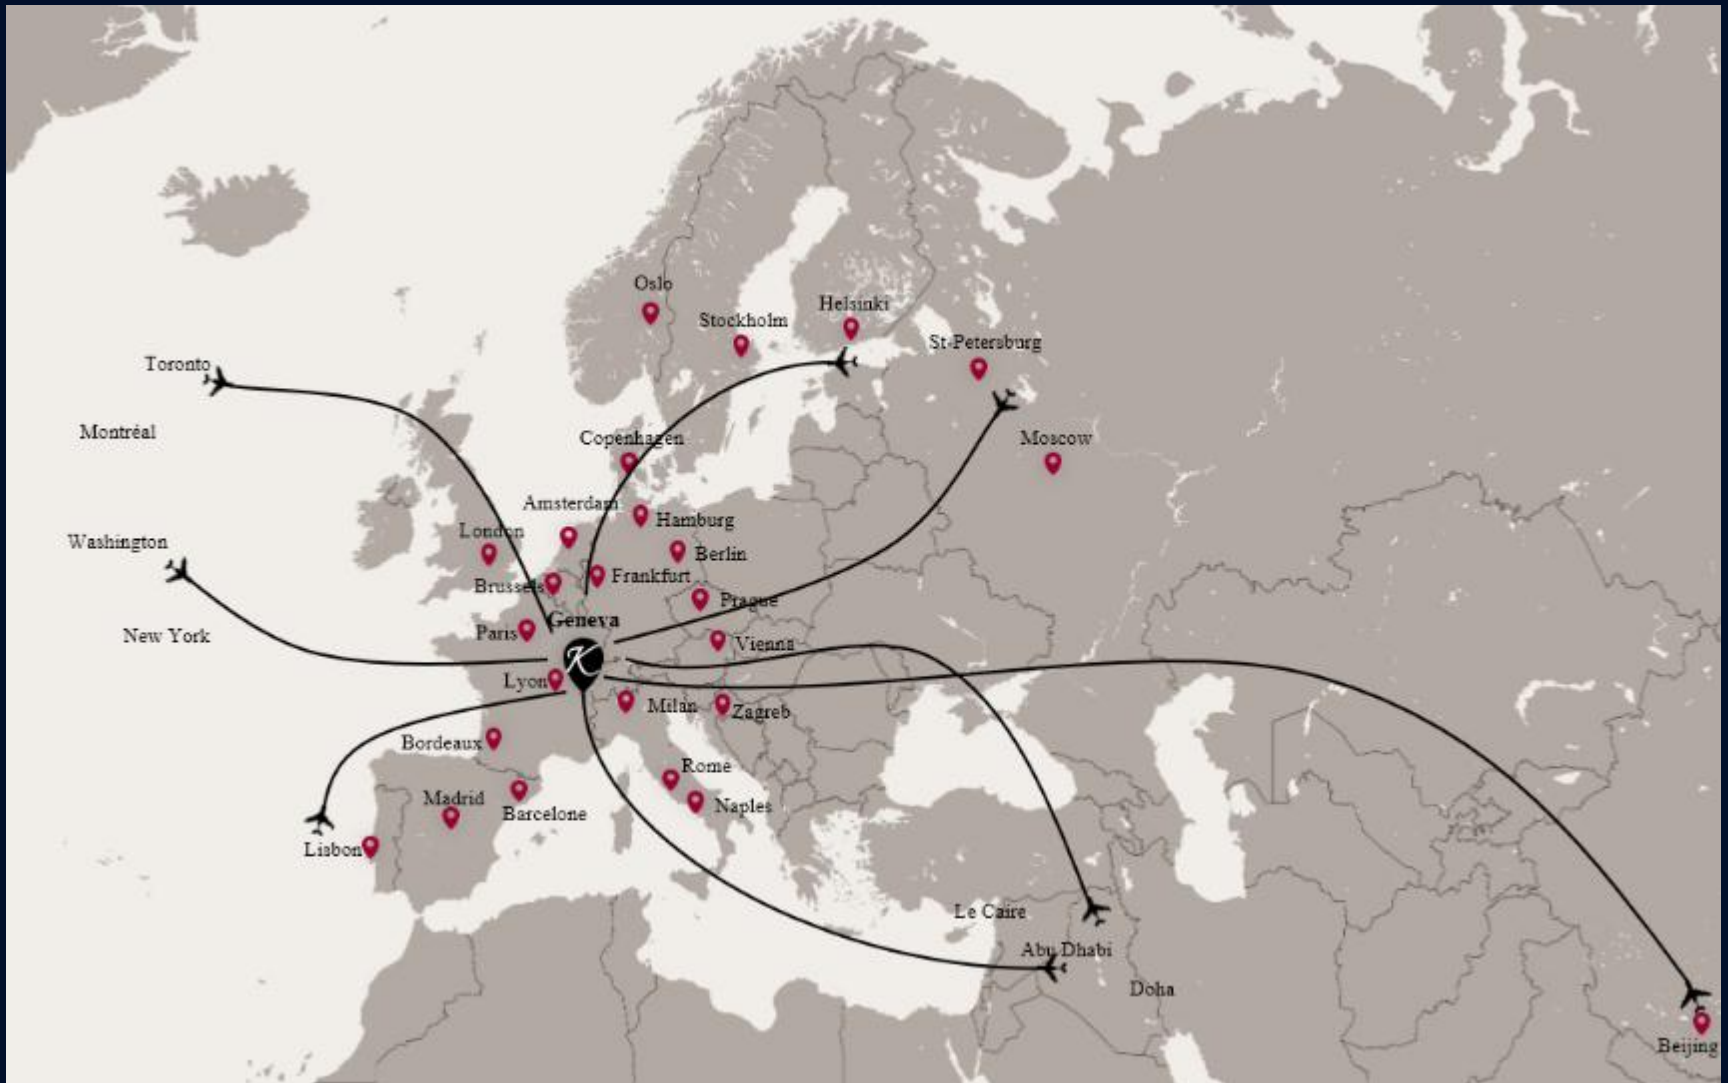 Oslo
Helsinki
Stockholm
St-Petersburg
Toronto
Montréal
Copenhagen
Moscow
Amsterdam
Hamburg
London
Washington
Berlin
Frankfurt
Brussels
Prague
Geneva
Paris
New York
Vienna
K
Lyon
Milan
Zagreb
Bordeaux
Rome
Madrid
Naples
Barcelone
Lisbon
Le Caire
Abu Dhabi
Doha
Beijing